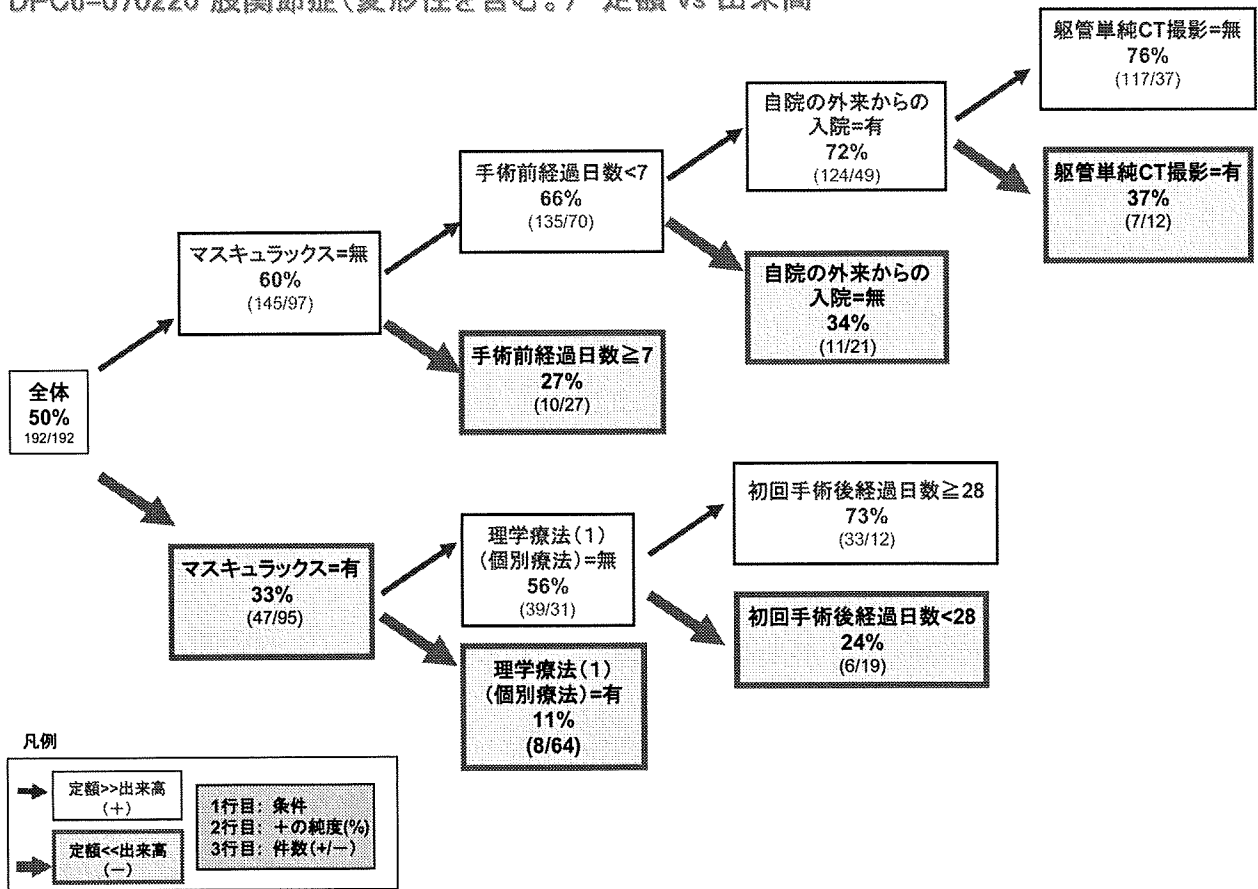 DPC6=070220 股関節症(変形性を含む。) 定額 vs 出来高
躯管単純CT撮影=無
76%
(117/37)
自院の外来からの
入院=有
72%
(124/49)
躯管単純CT撮影=有
37%
(7/12)
手術前経過日数<7
66%
(135/70)
マスキュラックス=無
60%
(145/97)
自院の外来からの
入院=無
34%
(11/21)
手術前経過日数≧7
27%
(10/27)
全体
50%
192/192
初回手術後経過日数≧28
73%
(33/12)
理学療法(1)
(個別療法)=無
56%
(39/31)
マスキュラックス=有
33%
(47/95)
初回手術後経過日数<28
24%
(6/19)
理学療法(1)
(個別療法)=有
11%
(8/64)
凡例
定額>>出来高
(+)
定額<<出来高
(−)
1行目: 条件
2行目: +の純度(%)
3行目: 件数(+/−)